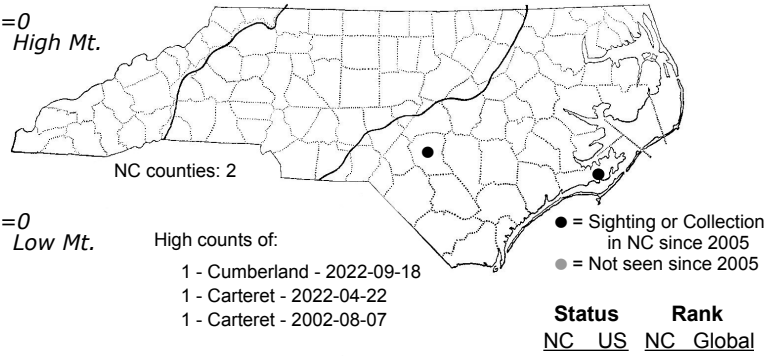 =0
High Mt.
NC counties: 2
=0
Low Mt.
High counts of:
1 - Cumberland - 2022-09-18
1 - Carteret - 2022-04-22
1 - Carteret - 2002-08-07
● = Sighting or Collection
in NC since 2005
● = Not seen since 2005
Status Rank
NC US NC Global